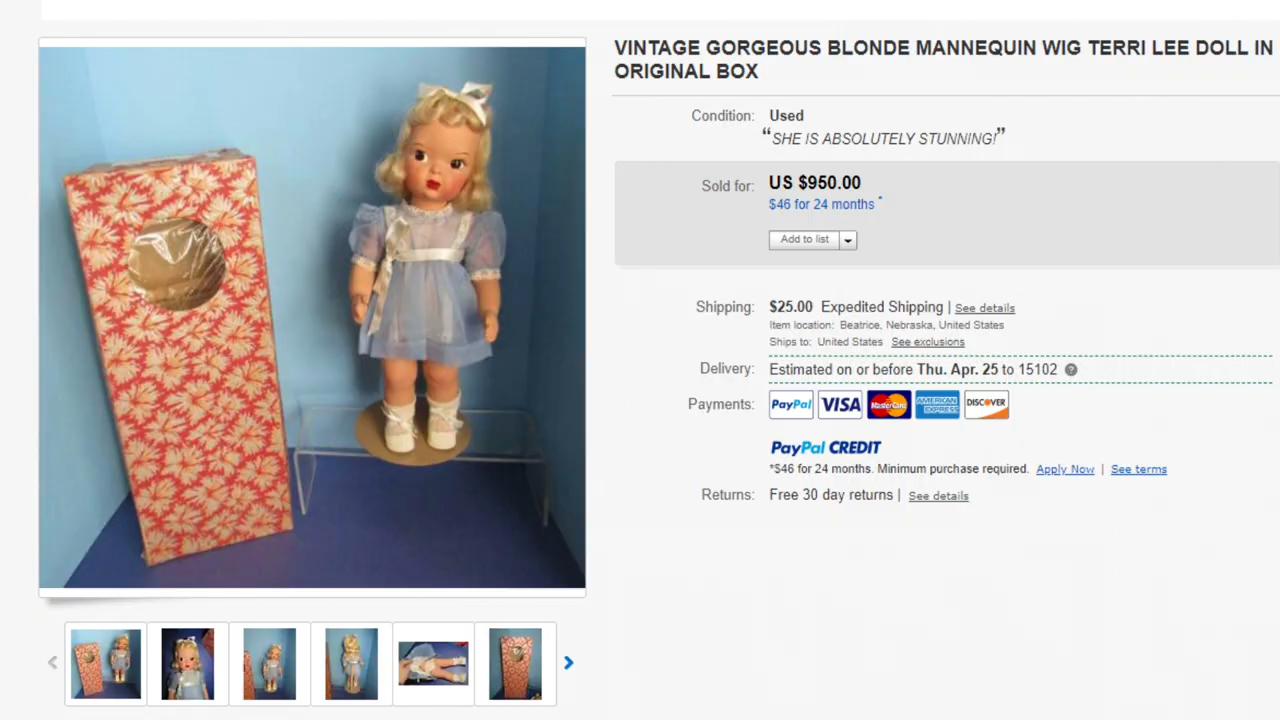 VINTAGE GORGEOUS BLONDE MANNEQUIN WIG TERRI LEE DOLL IN
ORIGINAL BOX
Condition: Used
“SHE IS ABSOLUTELY STUNNING!”
Sold for: US $950.00
$46 for 24 months *
Add to list
Shipping: $25.00 Expedited Shipping | See details
Item location: Beatrice, Nebraska, United States
Ships to: United States See exclusions
Delivery: Estimated on or before Thu. Apr. 25 to 15102 ?
Payments: PayPal VISA MasterCard AMERICAN EXPRESS DISCOVER
PayPal CREDIT
*$46 for 24 months. Minimum purchase required. Apply Now | See terms
Returns: Free 30 day returns | See details